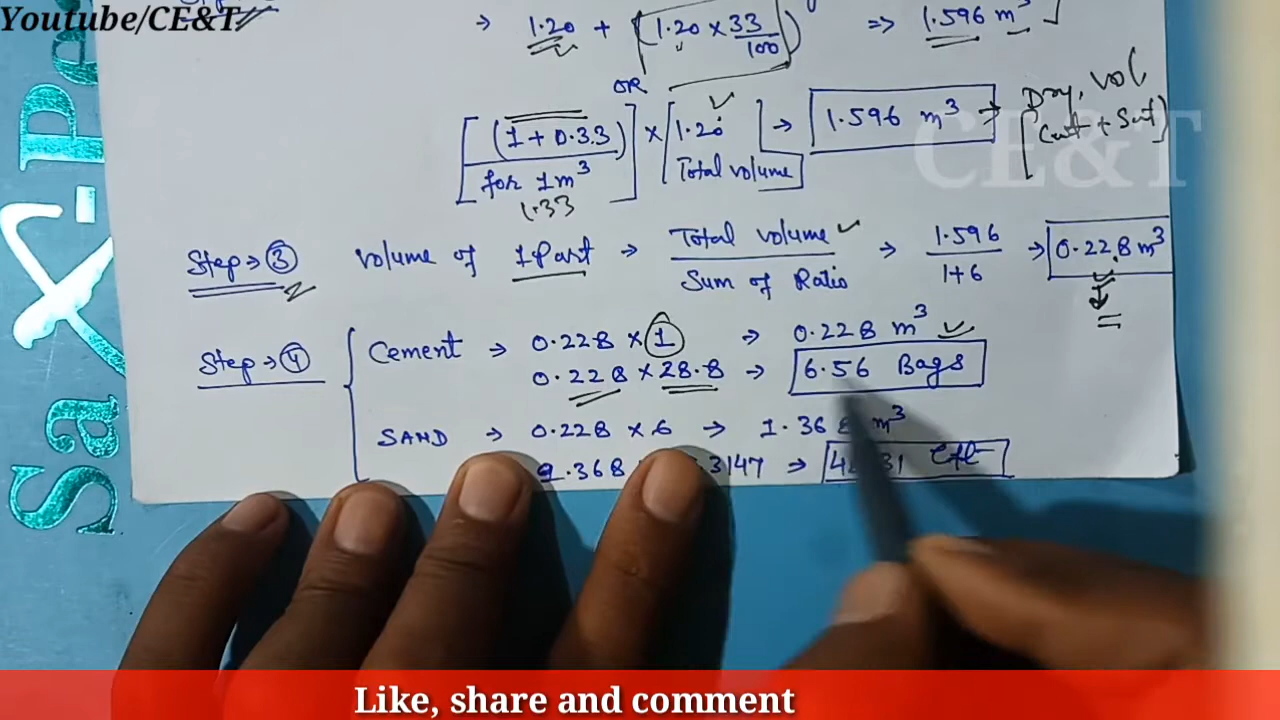 Youtube/CE&T
→ 1.20 + (1.20 × 33/100) ⇒ 1.596 m³
OR
[(1 + 0.33) / for 1m³] × [1.20 Total volume] → 1.596 m³ → Dry, Vol
1.33
CE&T
Step → ③ Volume of 1 Part → Total volume / Sum of Ratio → 1.596 / 1+6 → 0.228 m³
Step → ④ Cement → 0.228 × 1 ⇒ 0.228 m³
0.228 × 28.8 → 6.56 Bags
SAND → 0.228 × 6 → m³
3147 ⇒ Cft
Like, share and comment